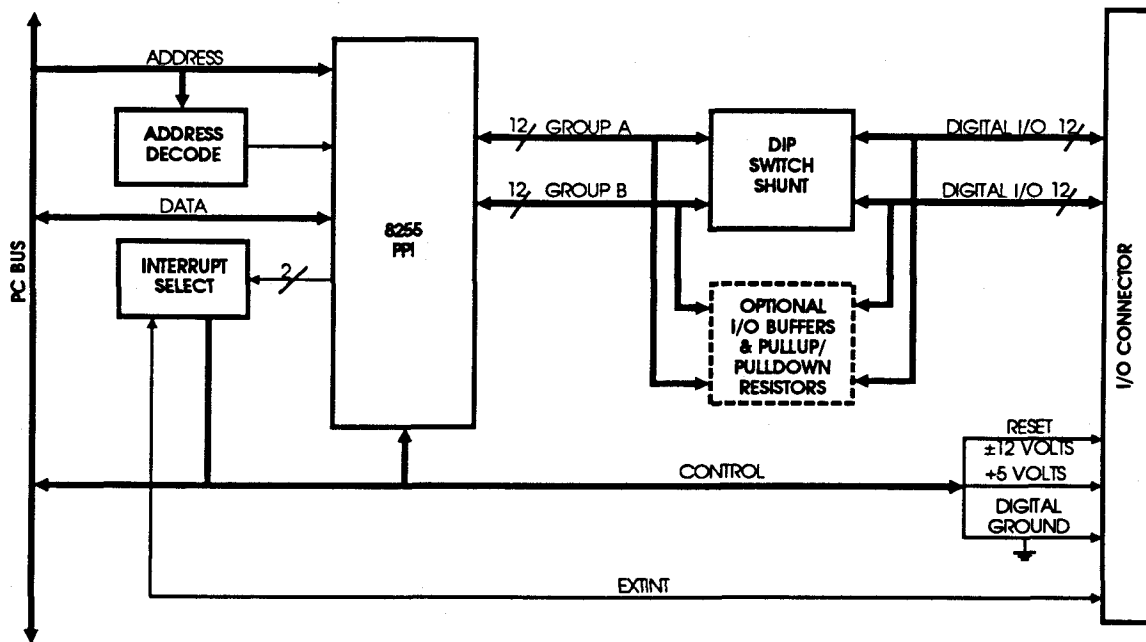 ADDRESS
ADDRESS
DECODE
DATA
INTERRUPT
SELECT
2
PC BUS
8255
PPI
12 GROUP A
12 GROUP B
DIP
SWITCH
SHUNT
DIGITAL I/O 12
DIGITAL I/O 12
OPTIONAL
I/O BUFFERS
& PULLUP/
PULLDOWN
RESISTORS
I/O CONNECTOR
RESET
±12 VOLTS
CONTROL
+5 VOLTS
DIGITAL
GROUND
EXTINT